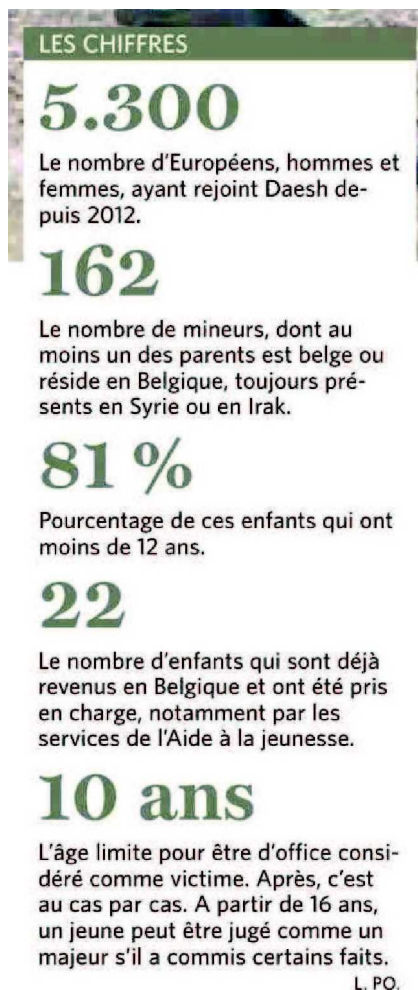 LES CHIFFRES
5.300
Le nombre d'Européens, hommes et
femmes, ayant rejoint Daesh de-
puis 2012.
162
Le nombre de mineurs, dont au
moins un des parents est belge ou
réside en Belgique, toujours pré-
sents en Syrie ou en Irak.
81 %
Pourcentage de ces enfants qui ont
moins de 12 ans.
22
Le nombre d'enfants qui sont déjà
revenus en Belgique et ont été pris
en charge, notamment par les
services de l'Aide à la jeunesse.
10 ans
L'âge limite pour être d'office consi-
déré comme victime. Après, c'est
au cas par cas. A partir de 16 ans,
un jeune peut être jugé comme un
majeur s'il a commis certains faits.
L. PO.